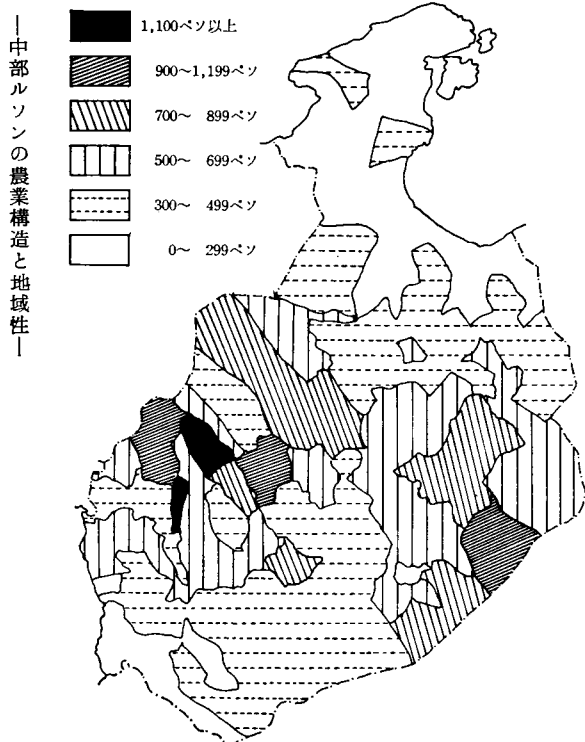 ―中部ルソンの農業構造と地域性―
1,100ペソ以上
900～1,199ペソ
700～ 899ペソ
500～ 699ペソ
300～ 499ペソ
0～ 299ペソ